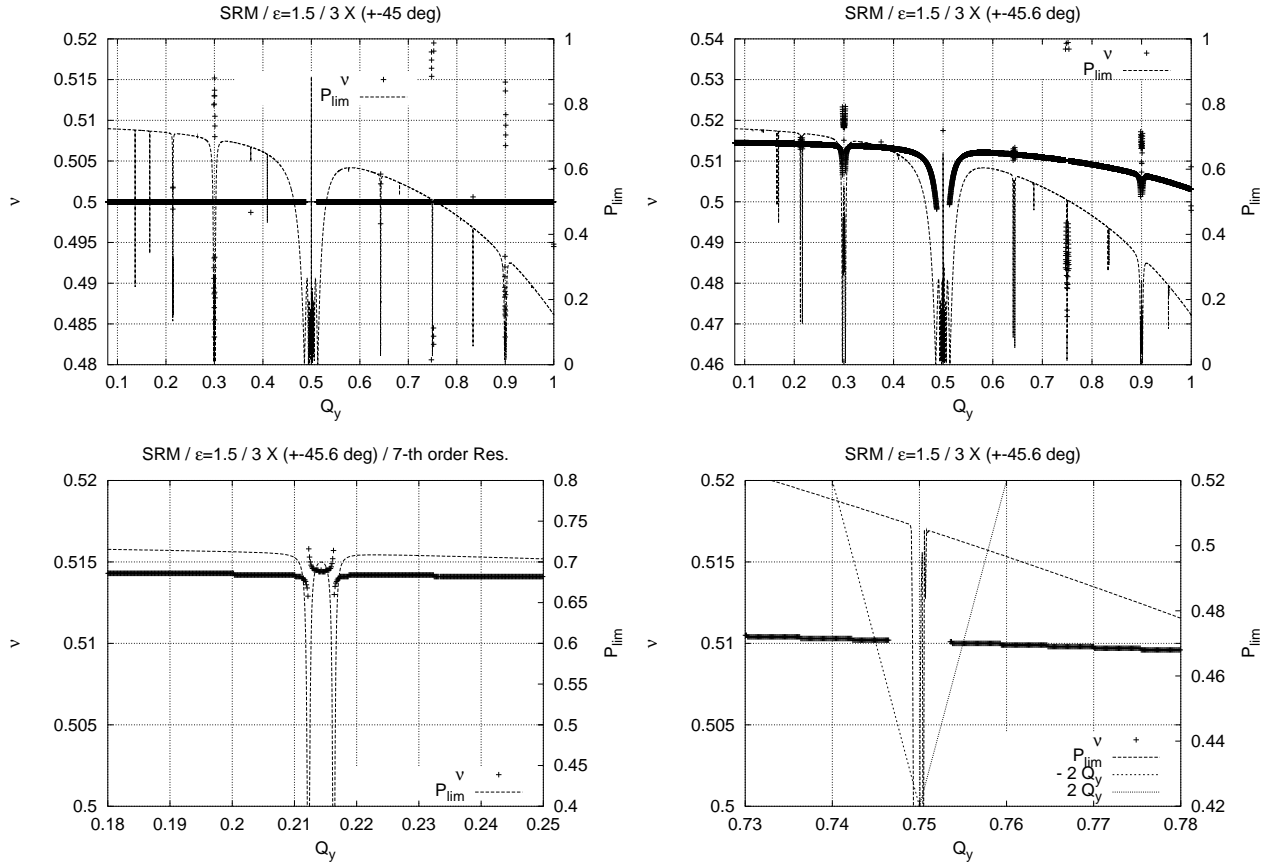 SRM / ε=1.5 / 3 X (+-45 deg)
0.52
0.515
0.51
0.505
0.5
0.495
0.49
0.485
0.48
ν
1
0.8
0.6
0.4
0.2
0
P_lim
ν
P_lim
0.1 0.2 0.3 0.4 0.5 0.6 0.7 0.8 0.9 1
Q_y
SRM / ε=1.5 / 3 X (+-45.6 deg)
0.54
0.53
0.52
0.51
0.5
0.49
0.48
0.47
0.46
ν
1
0.8
0.6
0.4
0.2
0
P_lim
ν
P_lim
0.1 0.2 0.3 0.4 0.5 0.6 0.7 0.8 0.9 1
Q_y
SRM / ε=1.5 / 3 X (+-45.6 deg) / 7-th order Res.
0.52
0.515
0.51
0.505
0.5
ν
0.8
0.75
0.7
0.65
0.6
0.55
0.5
0.45
0.4
P_lim
ν
P_lim
0.18 0.19 0.2 0.21 0.22 0.23 0.24 0.25
Q_y
SRM / ε=1.5 / 3 X (+-45.6 deg)
0.52
0.515
0.51
0.505
0.5
ν
0.52
0.5
0.48
0.46
0.44
0.42
P_lim
ν
P_lim
- 2 Q_y
2 Q_y
0.73 0.74 0.75 0.76 0.77 0.78
Q_y